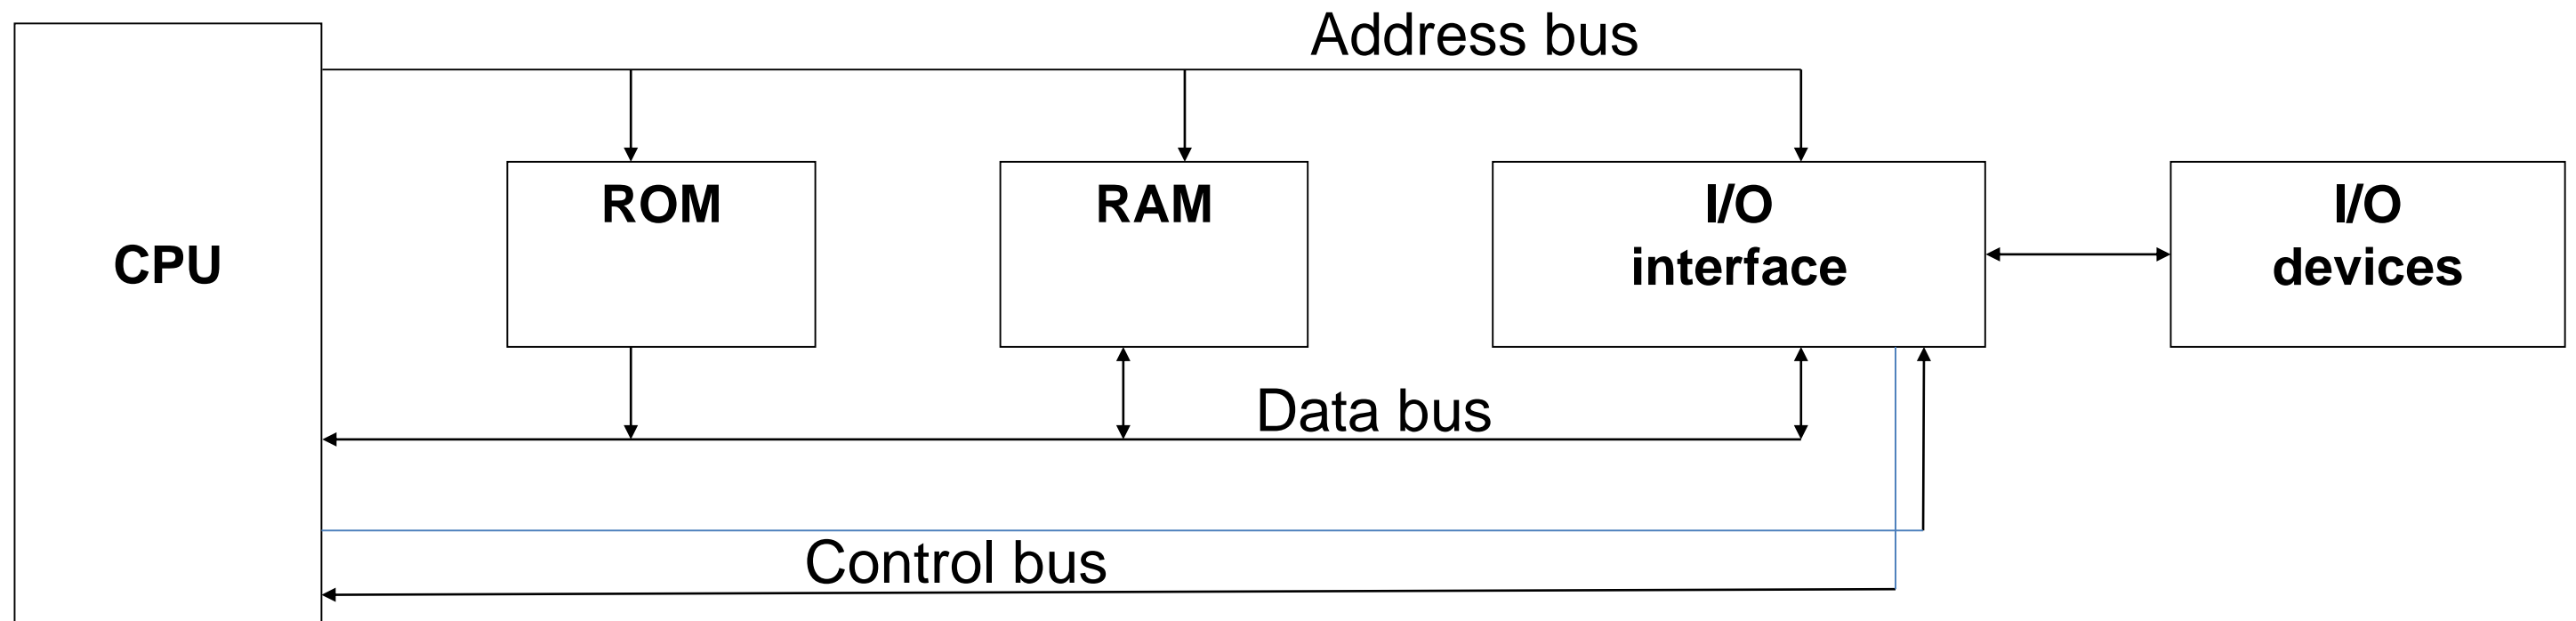 Address bus
CPU
ROM
RAM
I/O
interface
I/O
devices
Data bus
Control bus